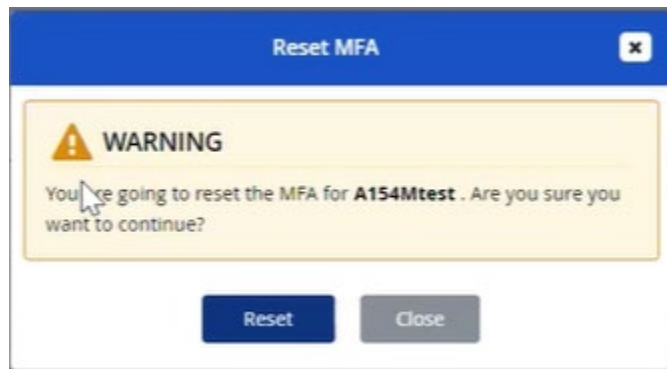 Reset MFA
WARNING
You are going to reset the MFA for A154Mtest . Are you sure you
want to continue?
Reset
Close